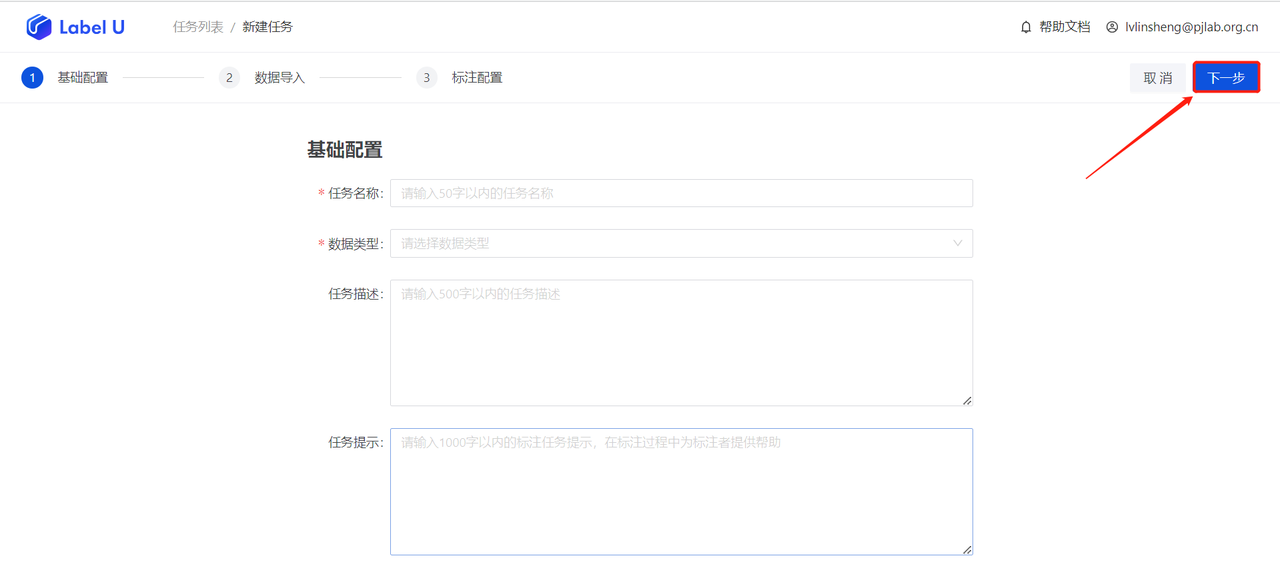 Label U 任务列表 / 新建任务 帮助文档 lvlinsheng@pjlab.org.cn
1 基础配置 2 数据导入 3 标注配置 取 消 下一步
基础配置
* 任务名称: 请输入50字以内的任务名称
* 数据类型: 请选择数据类型
任务描述: 请输入500字以内的任务描述
任务提示: 请输入1000字以内的标注任务提示，在标注过程中为标注者提供帮助